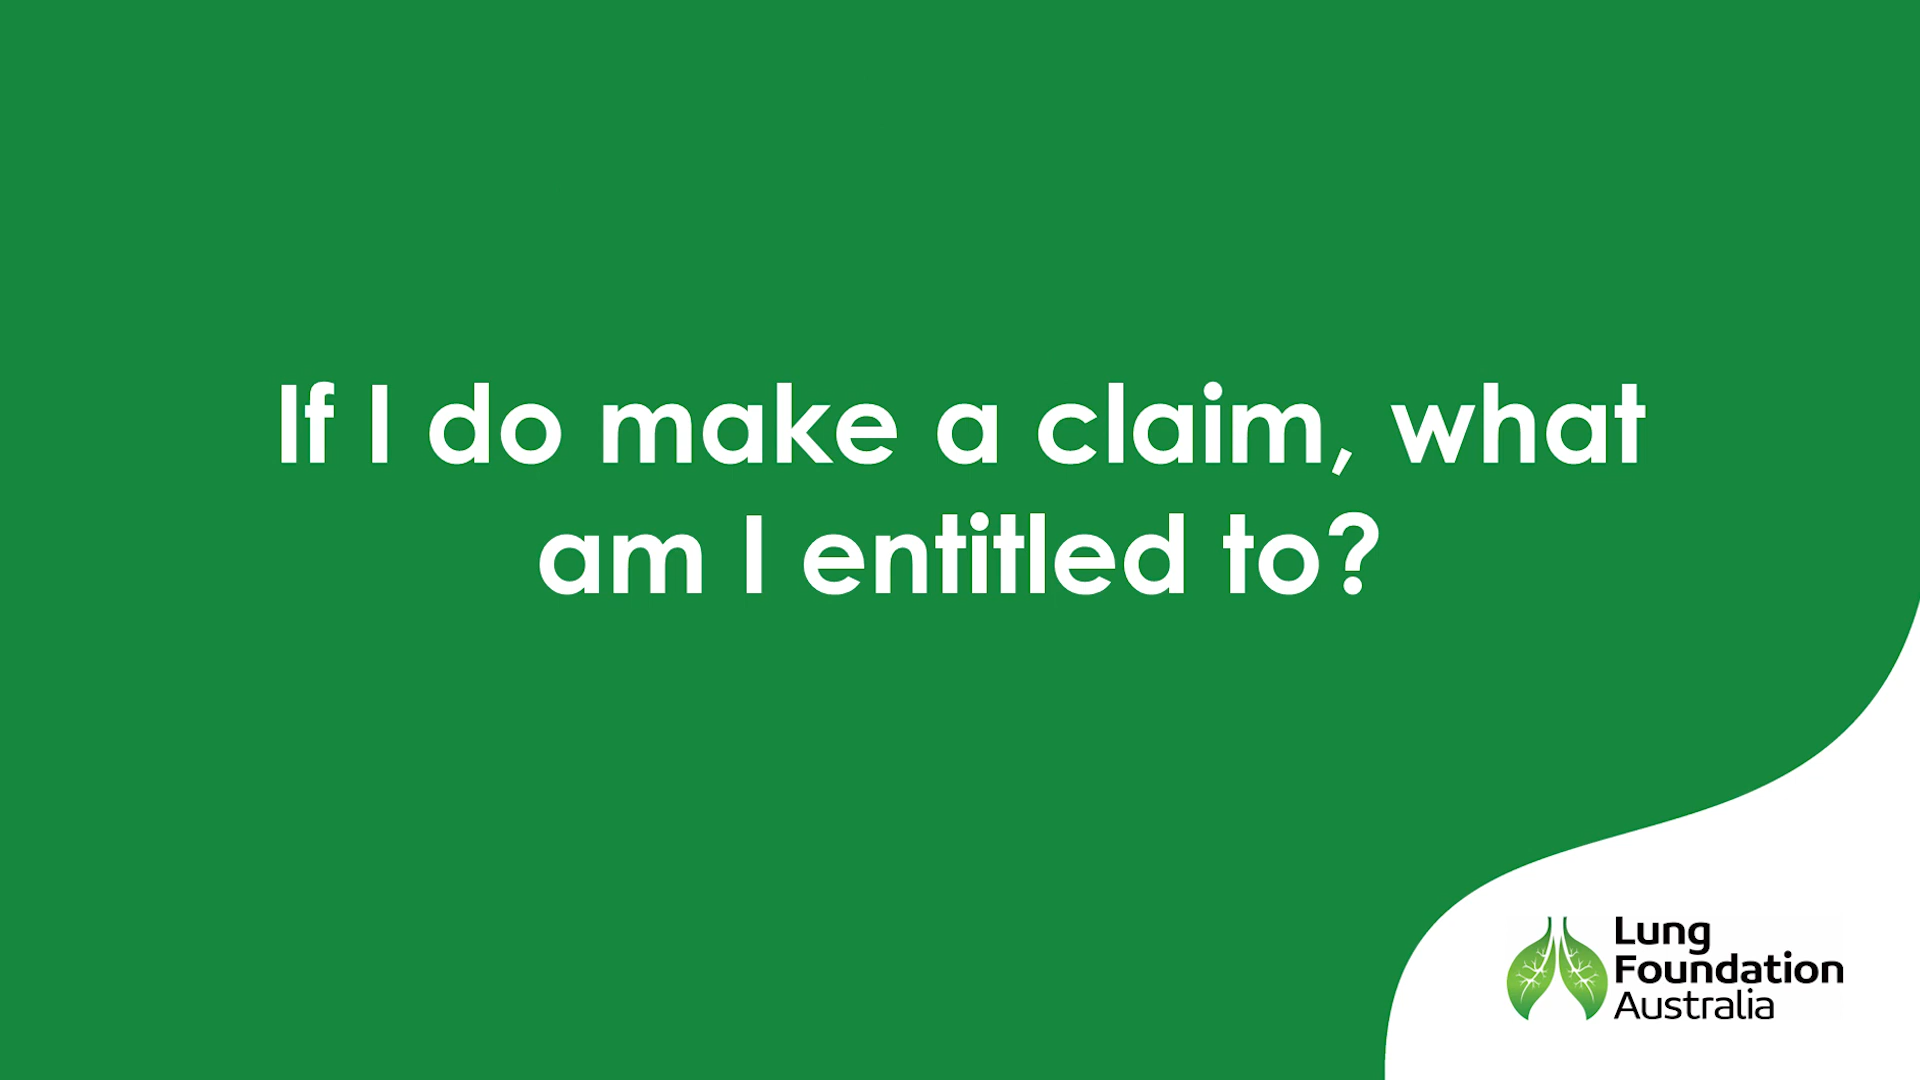 If I do make a claim, what
am I entitled to?
Lung
Foundation
Australia